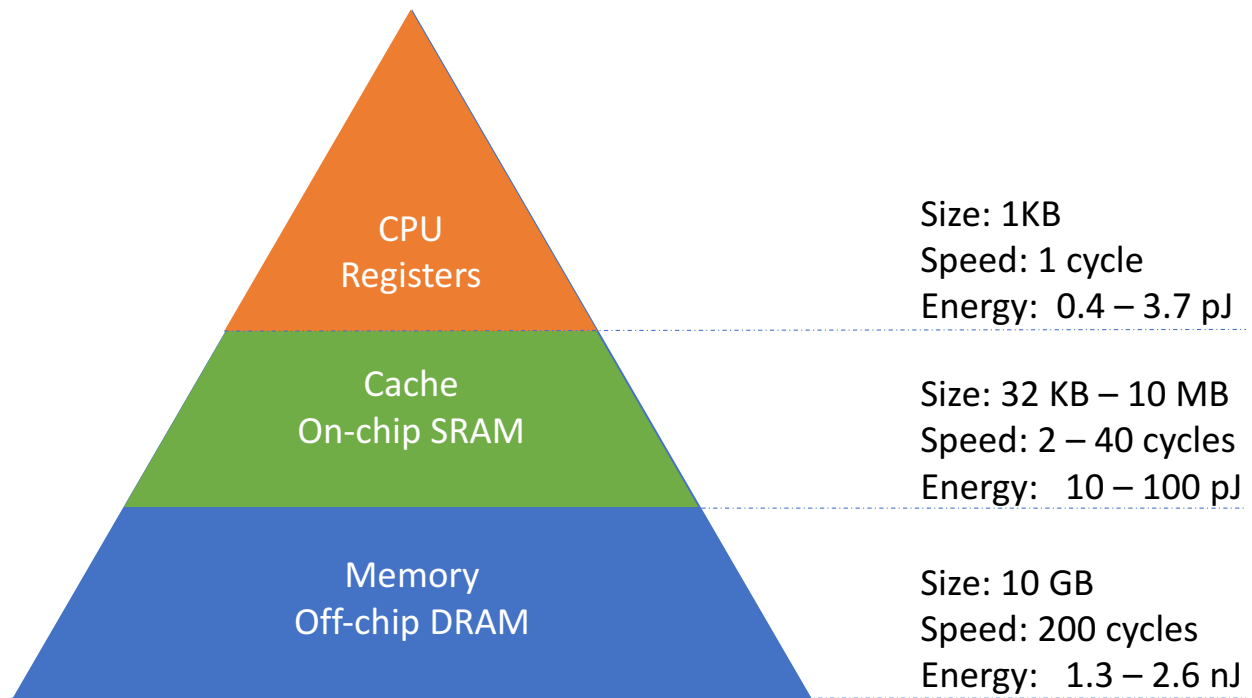 CPU
Registers
Size: 1KB
Speed: 1 cycle
Energy: 0.4 – 3.7 pJ
Cache
On-chip SRAM
Size: 32 KB – 10 MB
Speed: 2 – 40 cycles
Energy: 10 – 100 pJ
Memory
Off-chip DRAM
Size: 10 GB
Speed: 200 cycles
Energy: 1.3 – 2.6 nJ